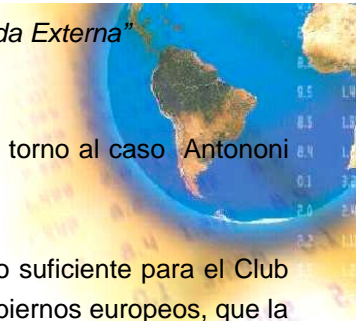 da Externa”
torno al caso Antononi
o suficiente para el Club
biernos europeos, que la